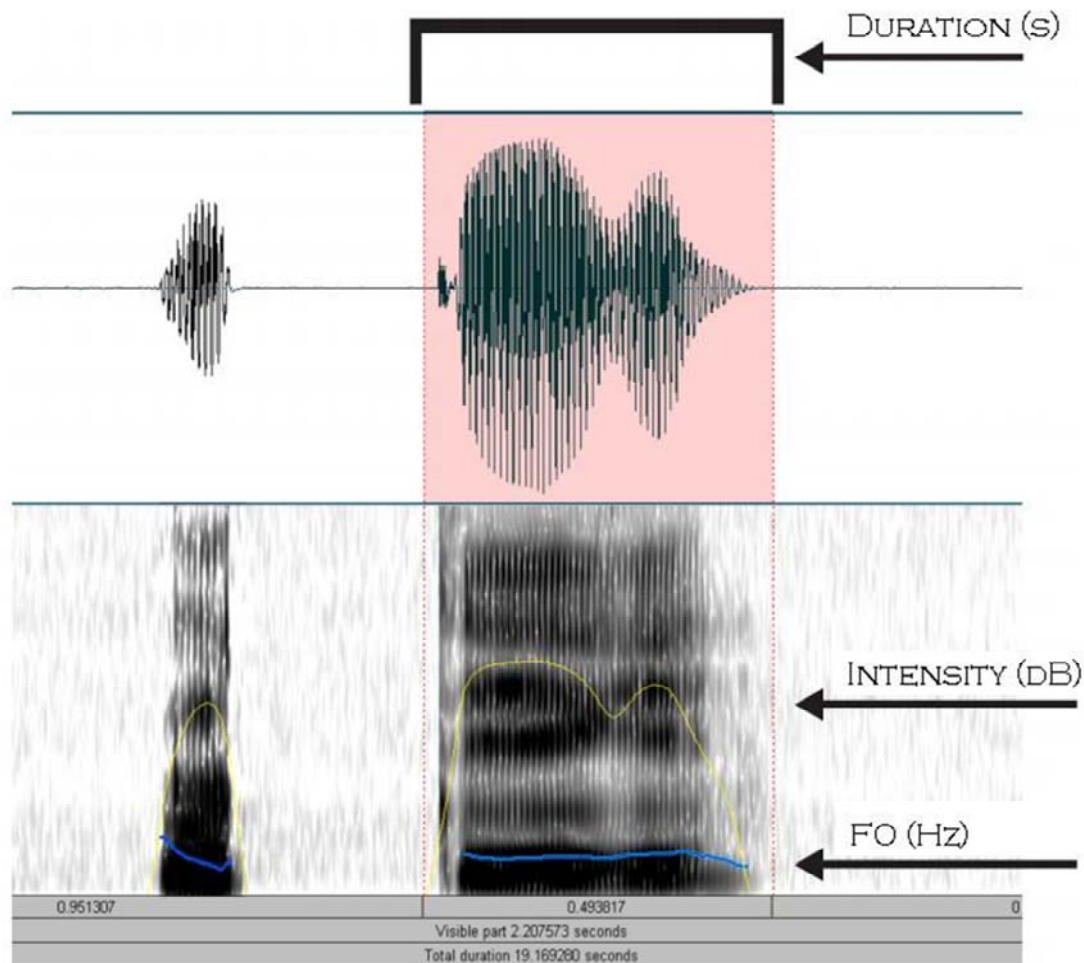 DURATION (S)
INTENSITY (DB)
FO (HZ)
0.951307 0.493817 0
Visible part 2.207573 seconds
Total duration 19.169280 seconds